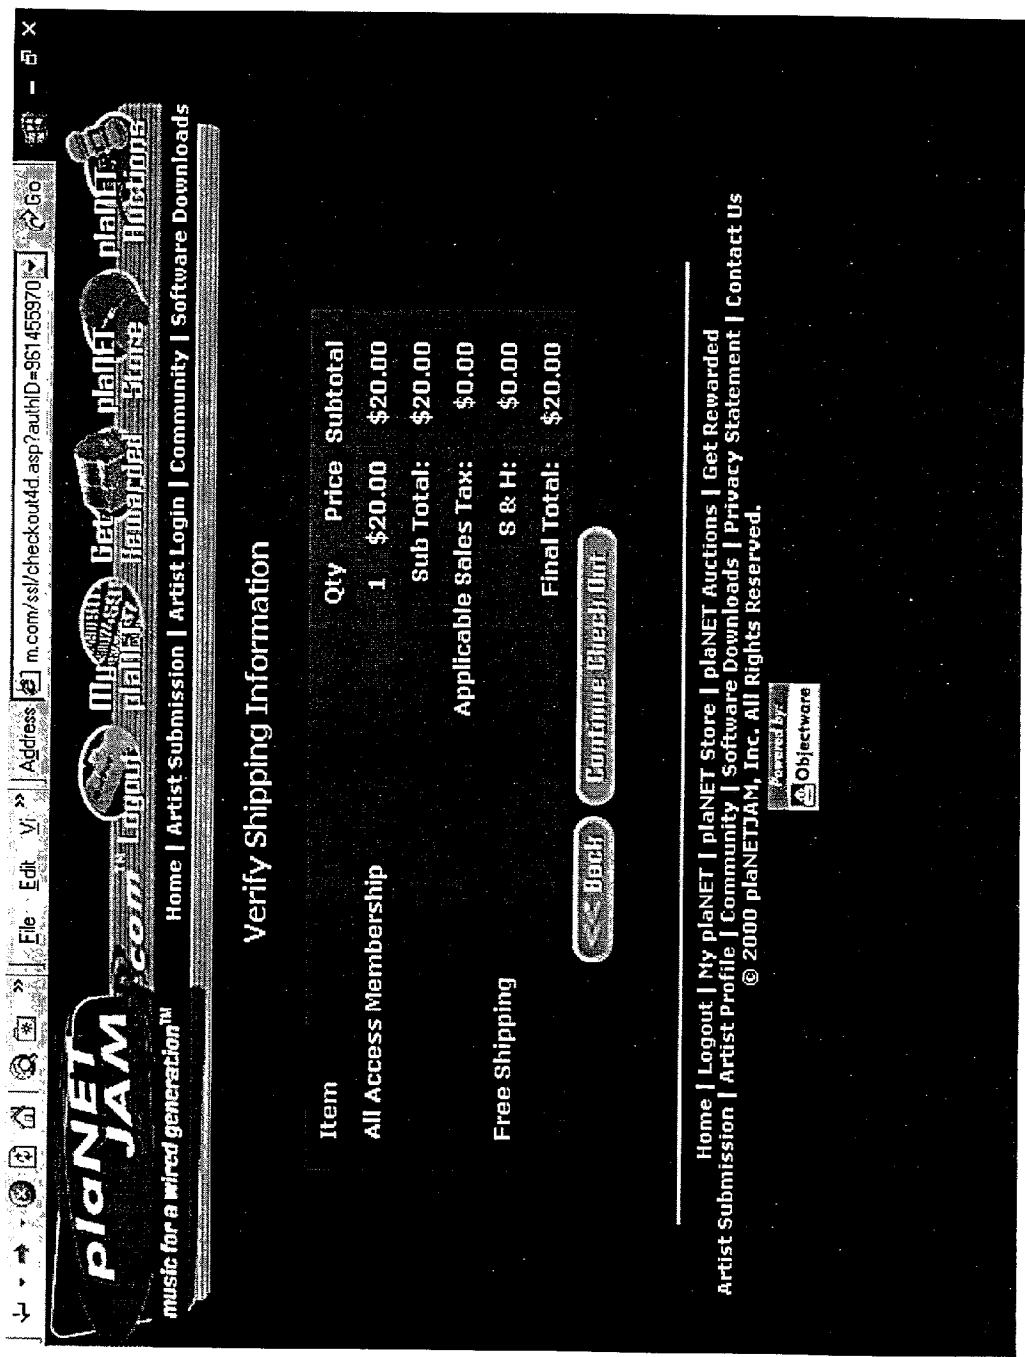 File Edit Vi » Address m.com/ssl/checkout4d.asp?authID=961455970 Go
plaNET JAM .com™
Logout
My plaNET
Get Rewarded
plaNET Store
plaNET Auctions
music for a wired generation™
Home | Artist Submission | Artist Login | Community | Software Downloads
Verify Shipping Information
Item Qty Price Subtotal
All Access Membership 1 $20.00 $20.00
Sub Total: $20.00
Applicable Sales Tax: $0.00
Free Shipping S & H: $0.00
Final Total: $20.00
<< Back Continue Check Out
Home | Logout | My plaNET | plaNET Store | plaNET Auctions | Get Rewarded
Artist Submission | Artist Profile | Community | Software Downloads | Privacy Statement | Contact Us
© 2000 plaNETJAM, Inc. All Rights Reserved.
Powered by:
Objectware